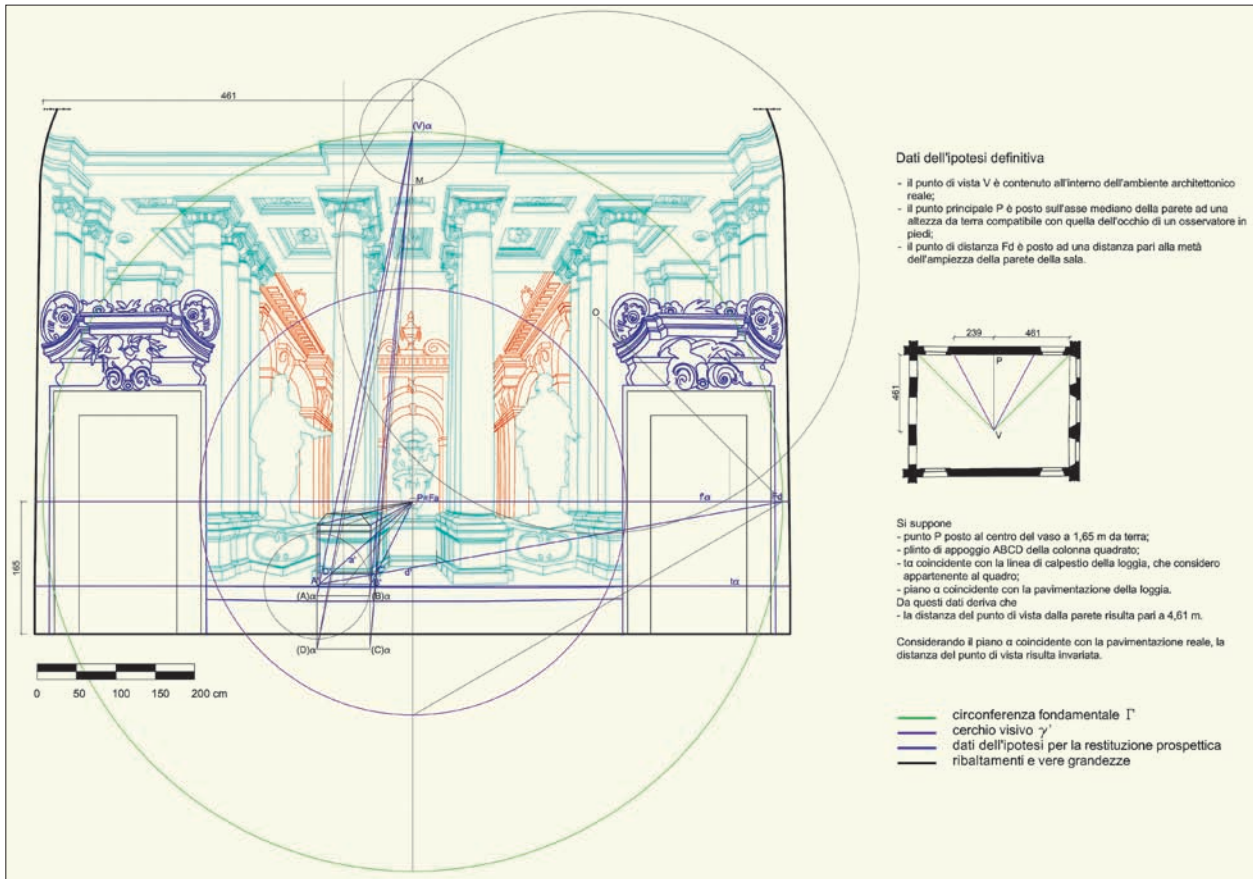 461
(V)α
M
O
P≡Fa
f'α
Fd
165
a'
d'
A'
B'
tα
(A)α
(B)α
(D)α
(C)α
0 50 100 150 200 cm
Dati dell'ipotesi definitiva
- il punto di vista V è contenuto all'interno dell'ambiente architettonico
reale;
- il punto principale P è posto sull'asse mediano della parete ad una
altezza da terra compatibile con quella dell'occhio di un osservatore in
piedi;
- il punto di distanza Fd è posto ad una distanza pari alla metà
dell'ampiezza della parete della sala.
239 461
P
461
V
Si suppone
- punto P posto al centro del vaso a 1,65 m da terra;
- plinto di appoggio ABCD della colonna quadrato;
- tα coincidente con la linea di calpestio della loggia, che considero
appartenente al quadro;
- piano α coincidente con la pavimentazione della loggia.
Da questi dati deriva che
- la distanza del punto di vista dalla parete risulta pari a 4,61 m.
Considerando il piano α coincidente con la pavimentazione reale, la
distanza del punto di vista risulta invariata.
circonferenza fondamentale Γ
cerchio visivo γ'
dati dell'ipotesi per la restituzione prospettica
ribaltamenti e vere grandezze